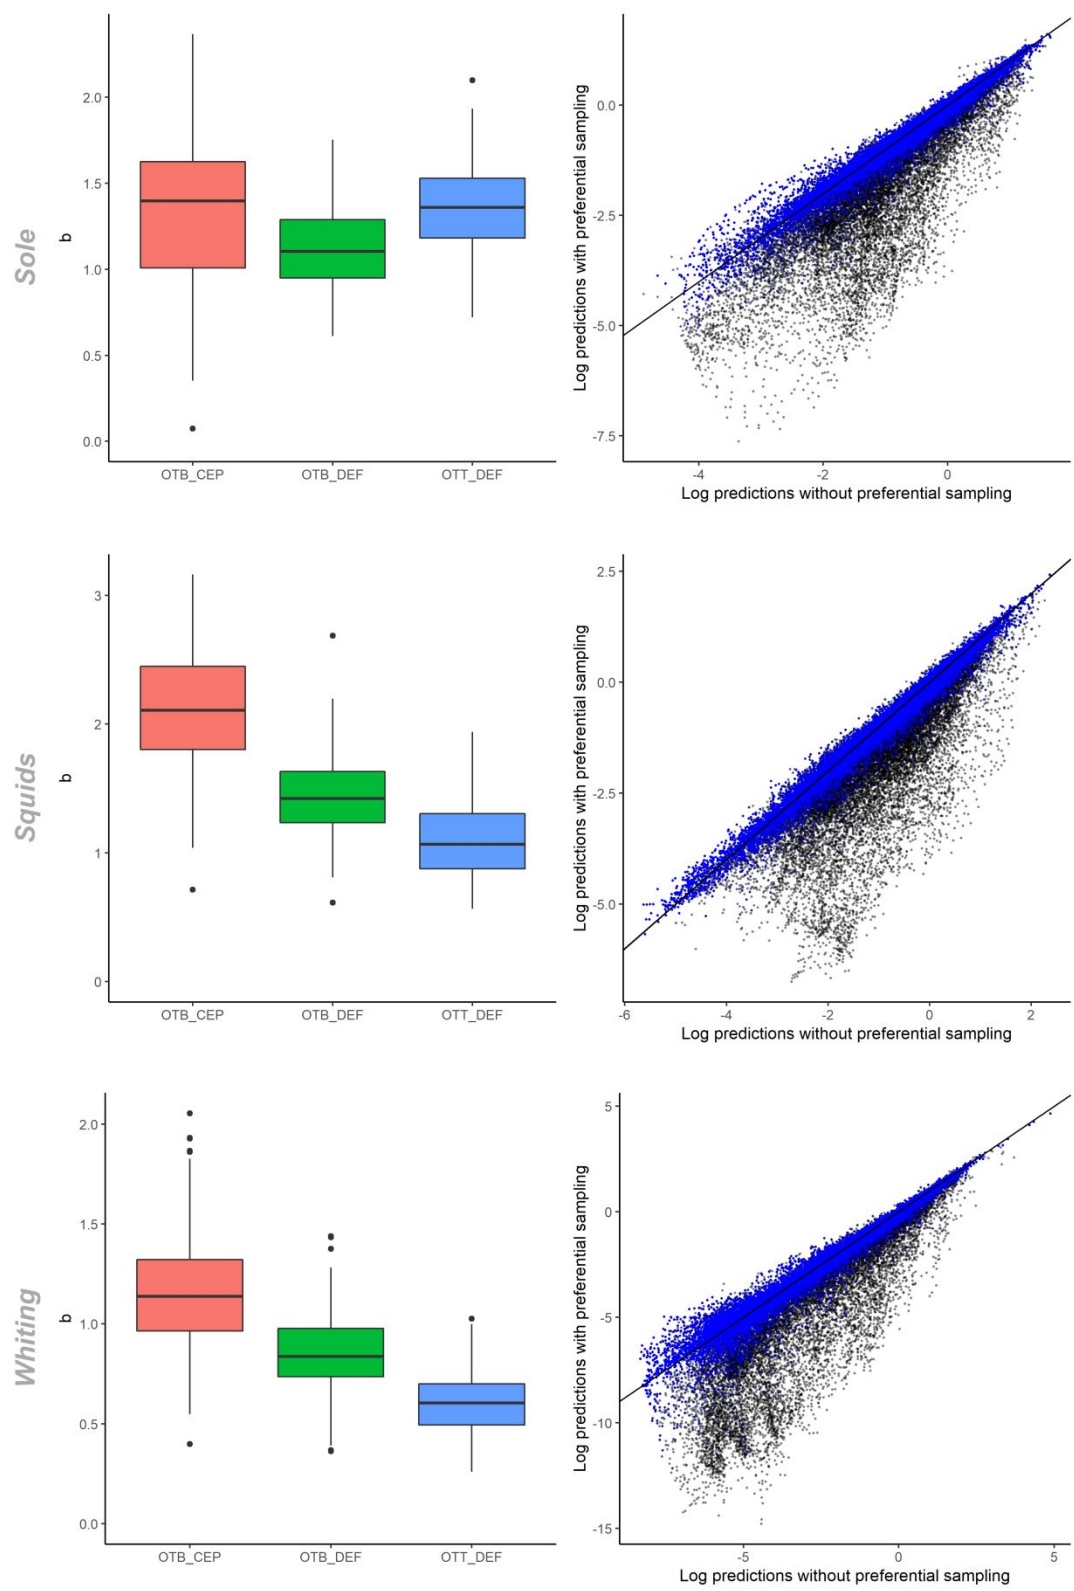 Sole
b
2.0
1.5
1.0
0.5
0.0
OTB_CEP OTB_DEF OTT_DEF
Log predictions with preferential sampling
0.0
-2.5
-5.0
-7.5
-4 -2 0
Log predictions without preferential sampling
Squids
b
3
2
1
0
OTB_CEP OTB_DEF OTT_DEF
Log predictions with preferential sampling
2.5
0.0
-2.5
-5.0
-6 -4 -2 0 2
Log predictions without preferential sampling
Whiting
b
2.0
1.5
1.0
0.5
0.0
OTB_CEP OTB_DEF OTT_DEF
Log predictions with preferential sampling
5
0
-5
-10
-15
-5 0 5
Log predictions without preferential sampling